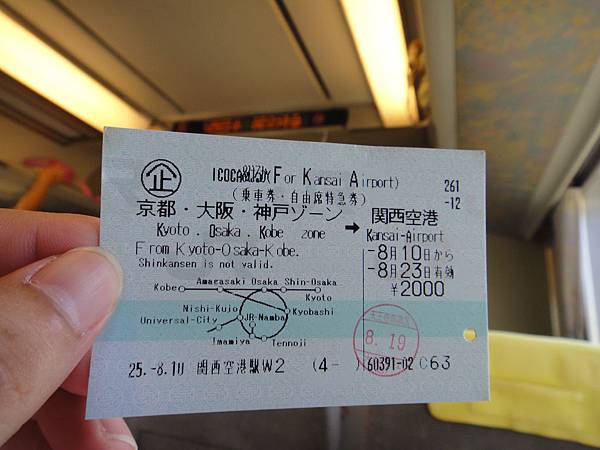 企 ICOCA&はるか(For Kansai Airport) 261
(乗車券・自由席特急券) -12
京都・大阪・神戸ゾーン → 関西空港
Kyoto . Osaka . Kobe zone Kansai-Airport
From Kyoto-Osaka-Kobe.
-8月10日から
Shinkansen is not valid.
-8月23日有効
¥2000
Amagasaki Osaka Shin-Osaka
Kobe
Kyoto
Nishi-Kujo
Kyobashi
JR-Namba
Universal-City
Imamiya Tennoji
8.19
25.-8.10 関西空港駅W2 (4- ) 60391-02 C63